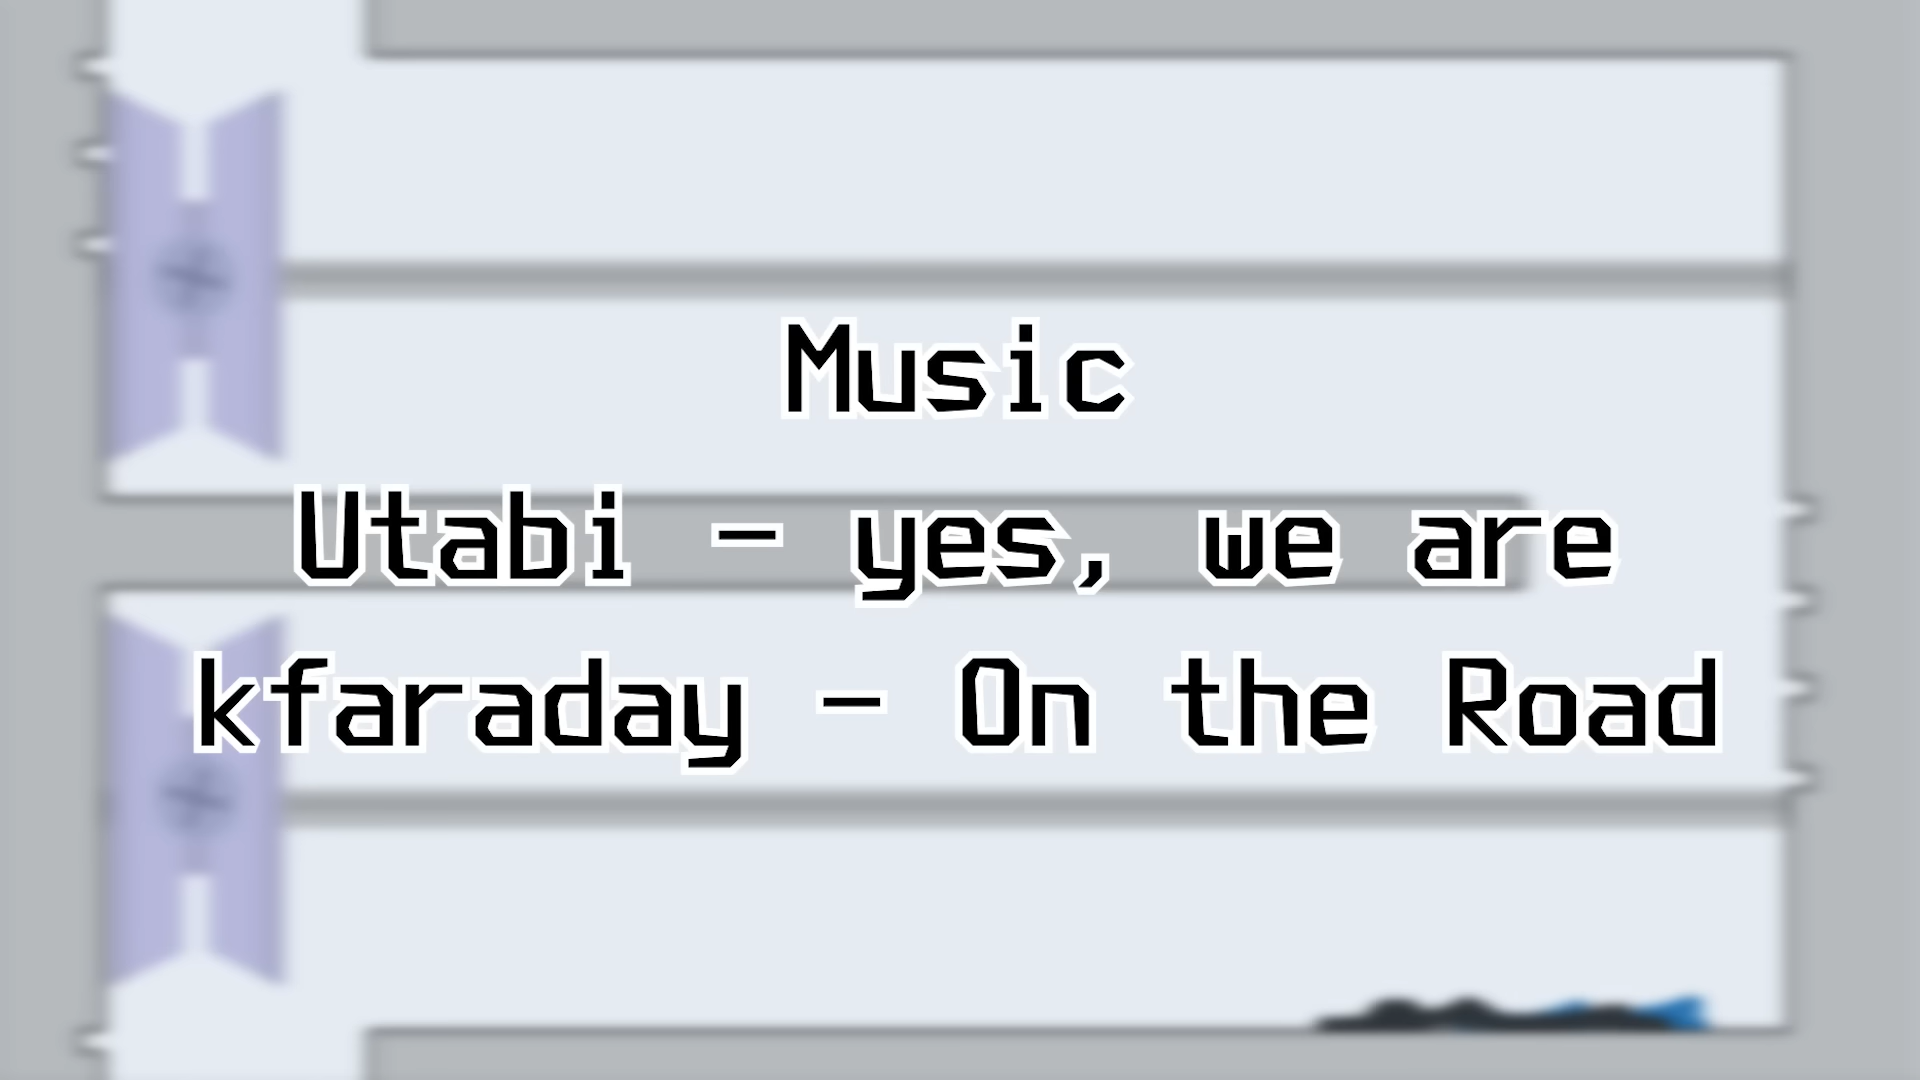 Music
Utabi - yes, we are
kfaraday - On the Road